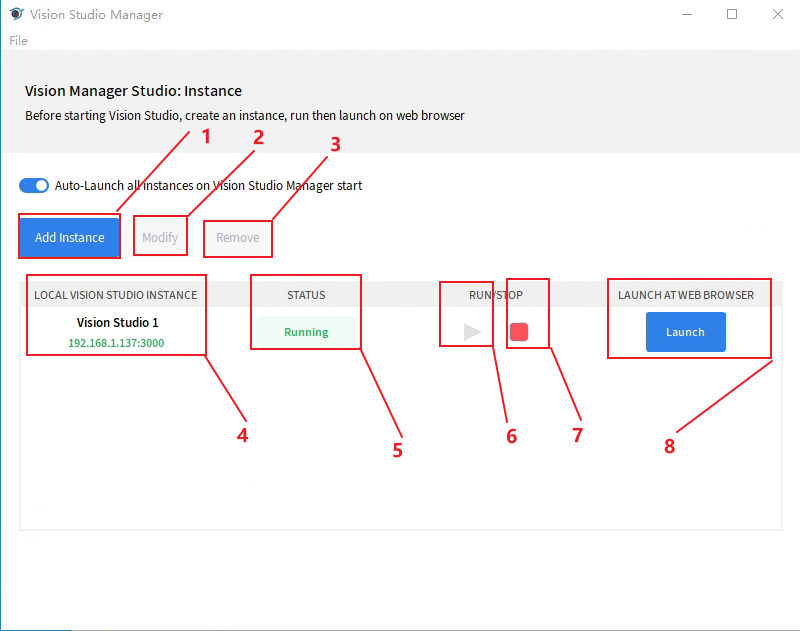 Vision Studio Manager
File
Vision Manager Studio: Instance
Before starting Vision Studio, create an instance, run then launch on web browser
1
2
3
Auto-Launch all instances on Vision Studio Manager start
Add Instance
Modify
Remove
LOCAL VISION STUDIO INSTANCE
STATUS
RUN/STOP
LAUNCH AT WEB BROWSER
Vision Studio 1
192.168.1.137:3000
Running
Launch
4
5
6
7
8